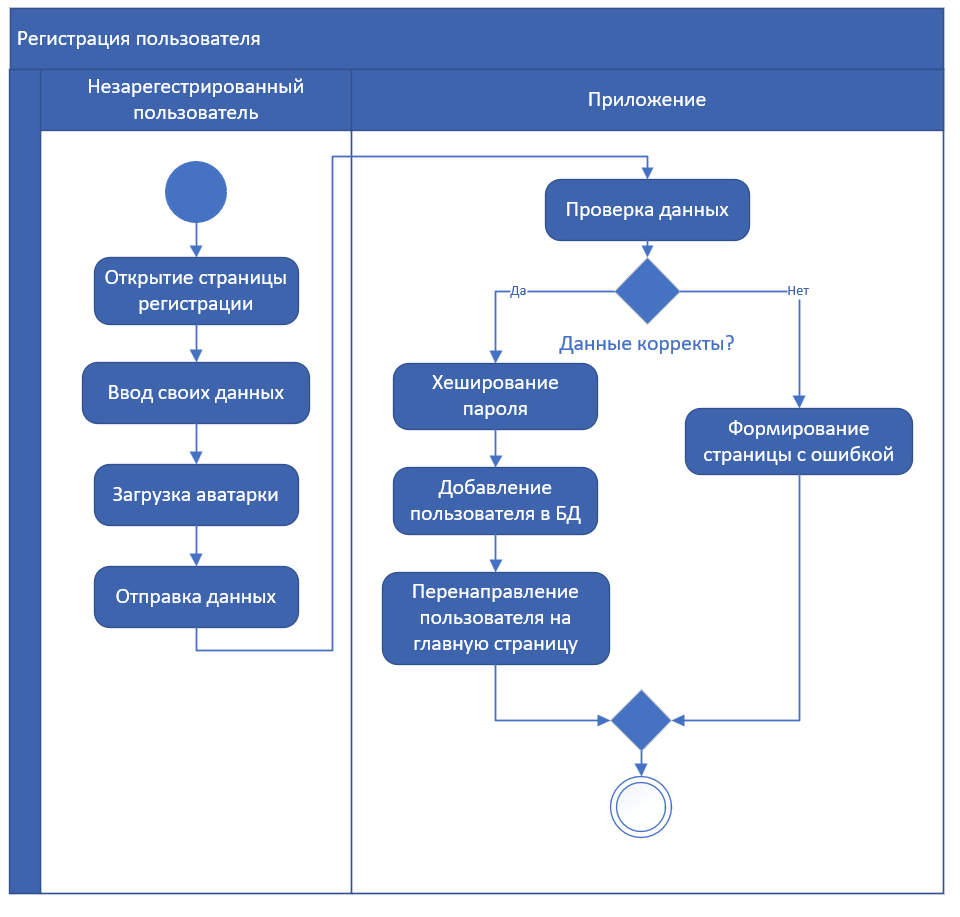 Регистрация пользователя
Незарегестрированный
пользователь
Приложение
Открытие страницы
регистрации
Ввод своих данных
Загрузка аватарки
Отправка данных
Проверка данных
Да
Нет
Данные корректы?
Хеширование
пароля
Формирование
страницы с ошибкой
Добавление
пользователя в БД
Перенаправление
пользователя на
главную страницу